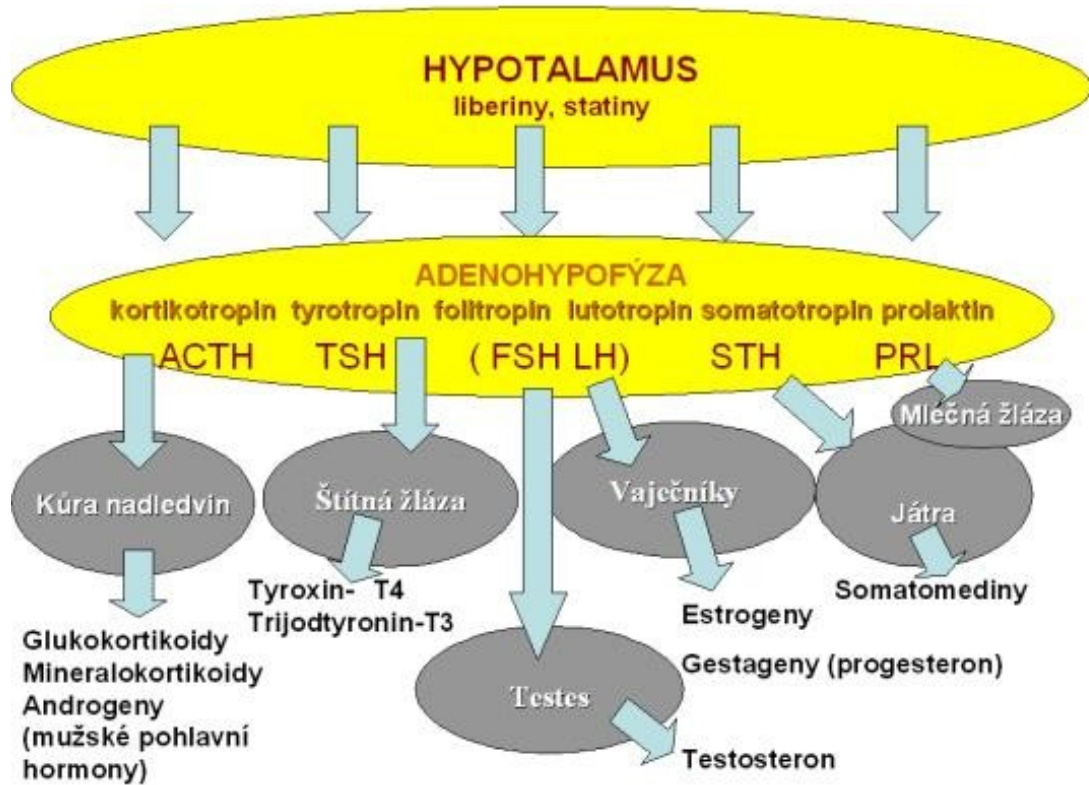 HYPOTALAMUS
liberiny, statiny
ADENOHYPOFÝZA
kortikotropin tyrotropin folitropin lutotropin somatotropin prolaktin
ACTH TSH ( FSH LH) STH PRL
Mléčná žláza
Kúra nadledvin
Štítná žláza
Vaječníky
Játra
Tyroxin- T4
Trijodtyronin-T3
Somatomediny
Estrogeny
Glukokortikoidy
Mineralokortikoidy
Androgeny
(mužské pohlavní
hormony)
Gestageny (progesteron)
Testes
Testosteron